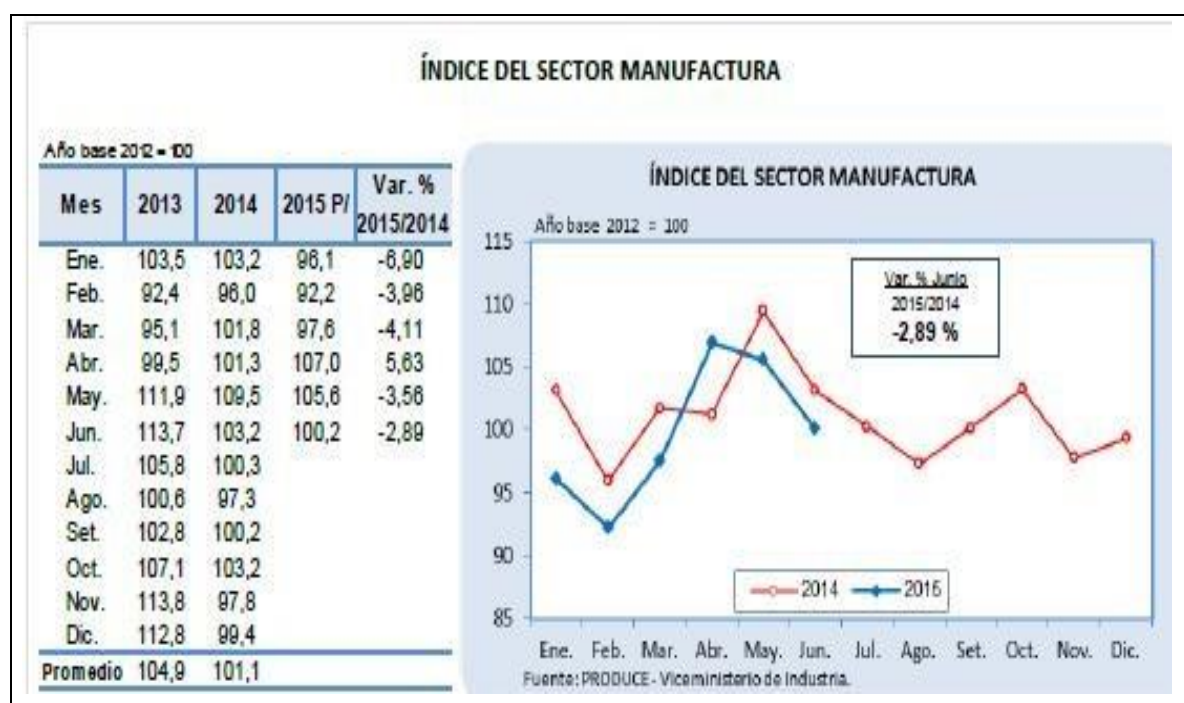 ÍNDICE DEL SECTOR MANUFACTURA
Año base 2012 = 100
Mes 2013 2014 2015 P/ Var. % 2015/2014
Ene. 103,5 103,2 96,1 -6,90
Feb. 92,4 96,0 92,2 -3,96
Mar. 95,1 101,8 97,6 -4,11
Abr. 99,5 101,3 107,0 5,63
May. 111,9 109,5 105,6 -3,56
Jun. 113,7 103,2 100,2 -2,89
Jul. 105,8 100,3
Ago. 100,6 97,3
Set. 102,8 100,2
Oct. 107,1 103,2
Nov. 113,8 97,8
Dic. 112,8 99,4
Promedio 104,9 101,1
ÍNDICE DEL SECTOR MANUFACTURA
Año base 2012 = 100
115
110
105
100
95
90
85
Var. % Junio
2015/2014
-2,89 %
2014 2015
Ene. Feb. Mar. Abr. May. Jun. Jul. Ago. Set. Oct. Nov. Dic.
Fuente: PRODUCE - Viceministerio de Industria.